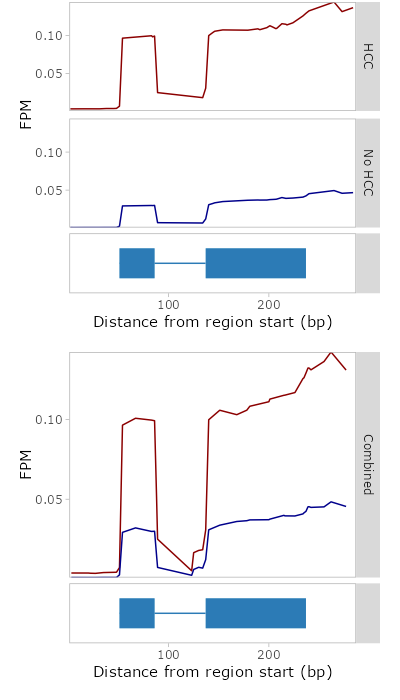 0.10
0.05
HCC
FPM
0.10
0.05
No HCC
100 200
Distance from region start (bp)
0.10
0.05
FPM
Combined
100 200
Distance from region start (bp)